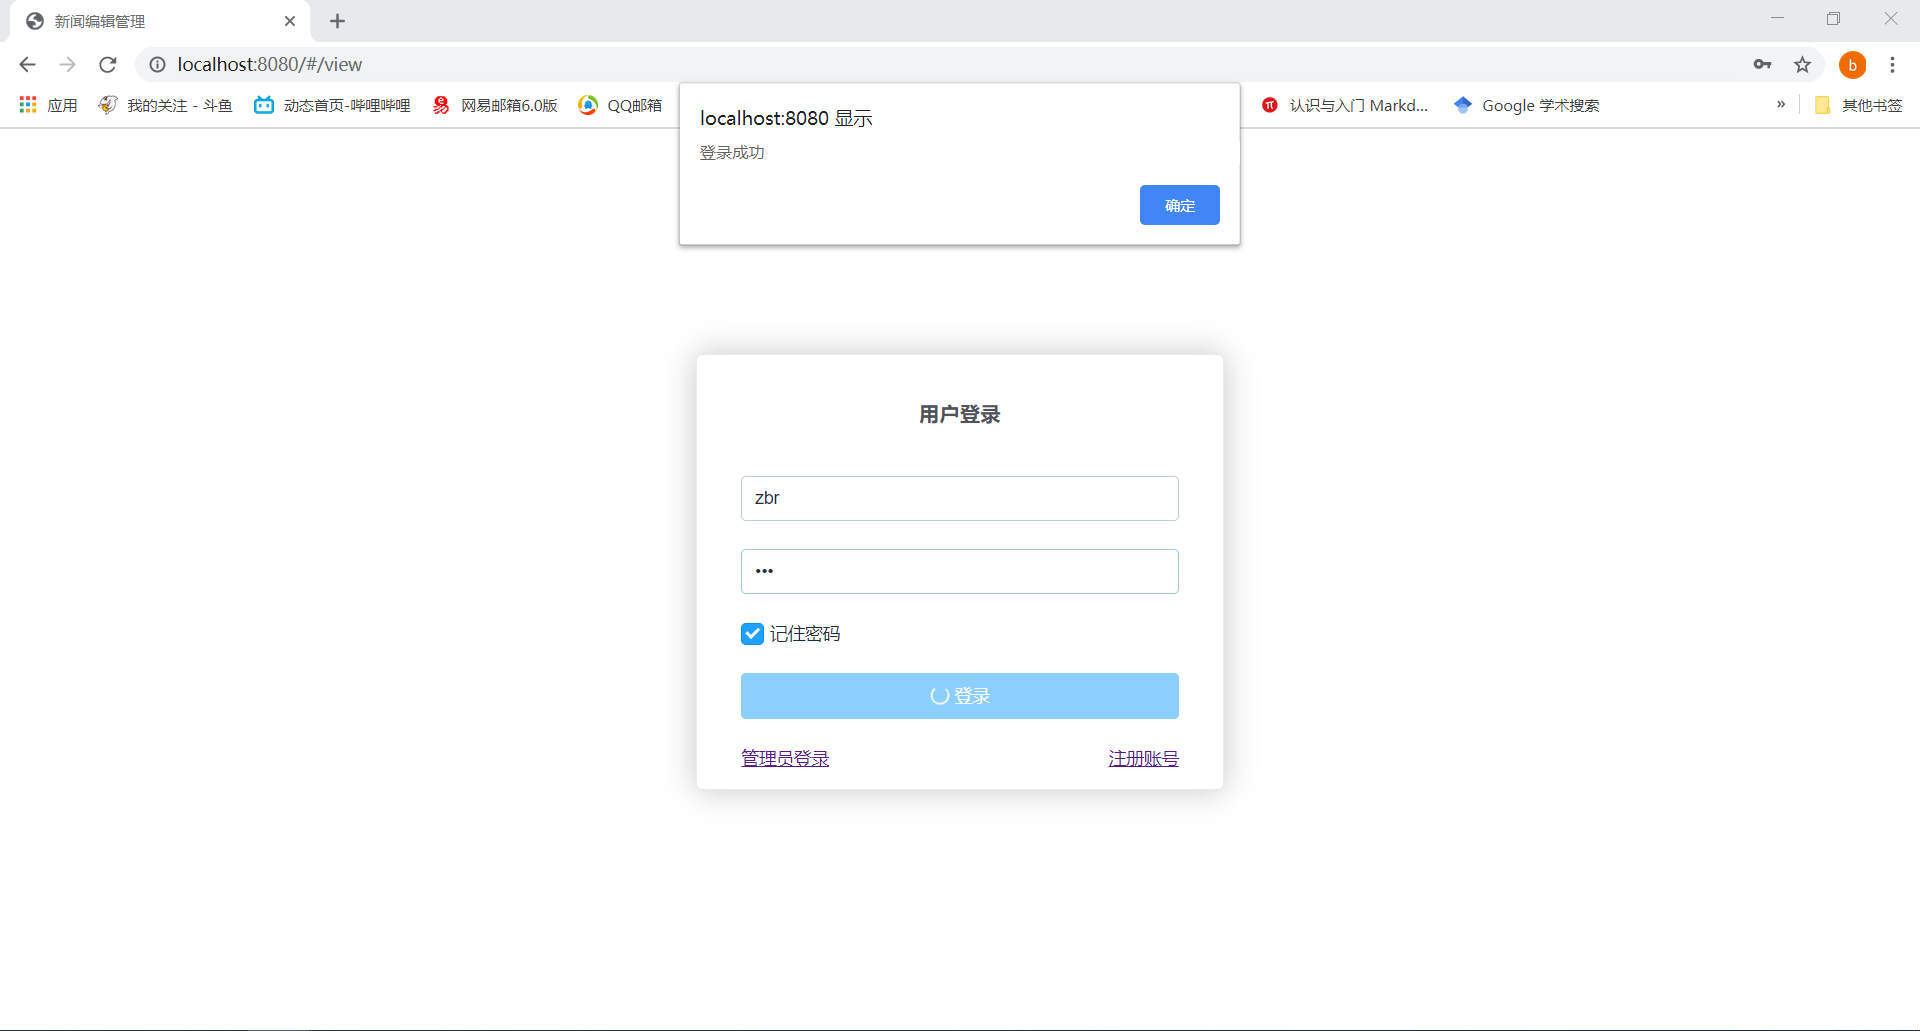 新闻编辑管理
localhost:8080/#/view
b
应用
我的关注 - 斗鱼
动态首页-哔哩哔哩
网易邮箱6.0版
QQ邮箱
认识与入门 Markd...
Google 学术搜索
»
其他书签
localhost:8080 显示
登录成功
确定
用户登录
zbr
•••
记住密码
登录
管理员登录
注册账号